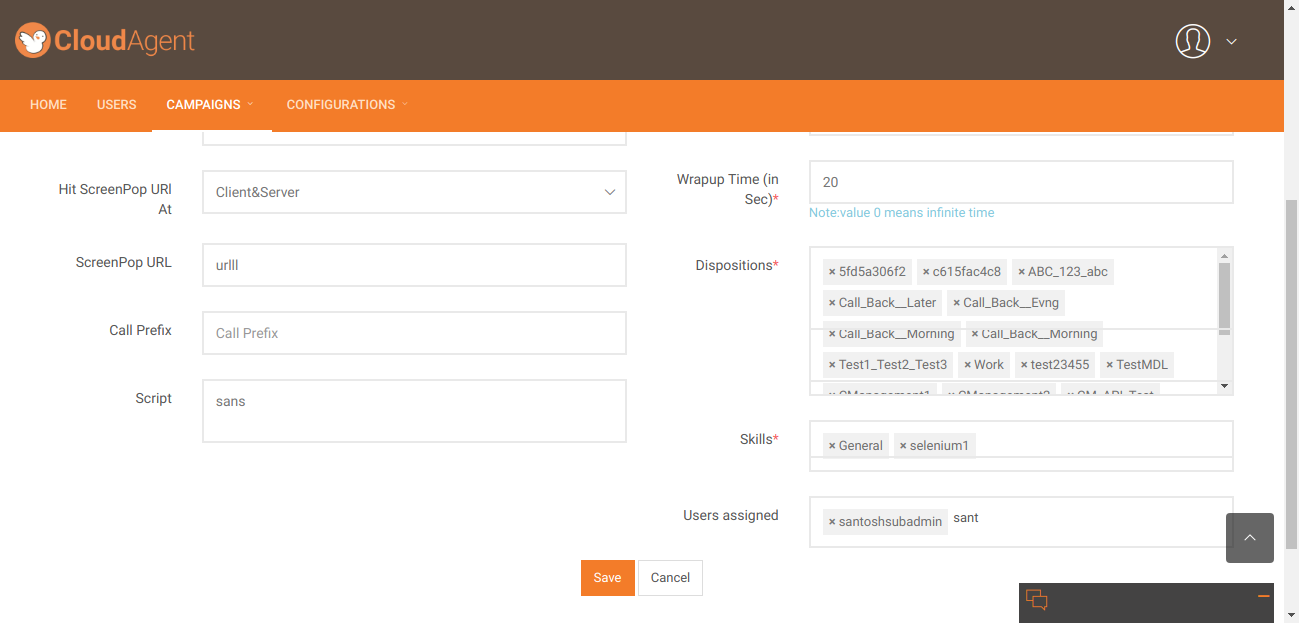 CloudAgent
HOME USERS CAMPAIGNS CONFIGURATIONS
Hit ScreenPop URl At
Client&Server
ScreenPop URL
urlll
Call Prefix
Call Prefix
Script
sans
Wrapup Time (in Sec)*
20
Note:value 0 means infinite time
Dispositions*
× 5fd5a306f2 × c615fac4c8 × ABC_123_abc
× Call_Back__Later × Call_Back__Evng
× Call_Back__Morning × Call_Back__Morning
× Test1_Test2_Test3 × Work × test23455 × TestMDL
Skills*
× General × selenium1
Users assigned
× santoshsubadmin sant
Save Cancel